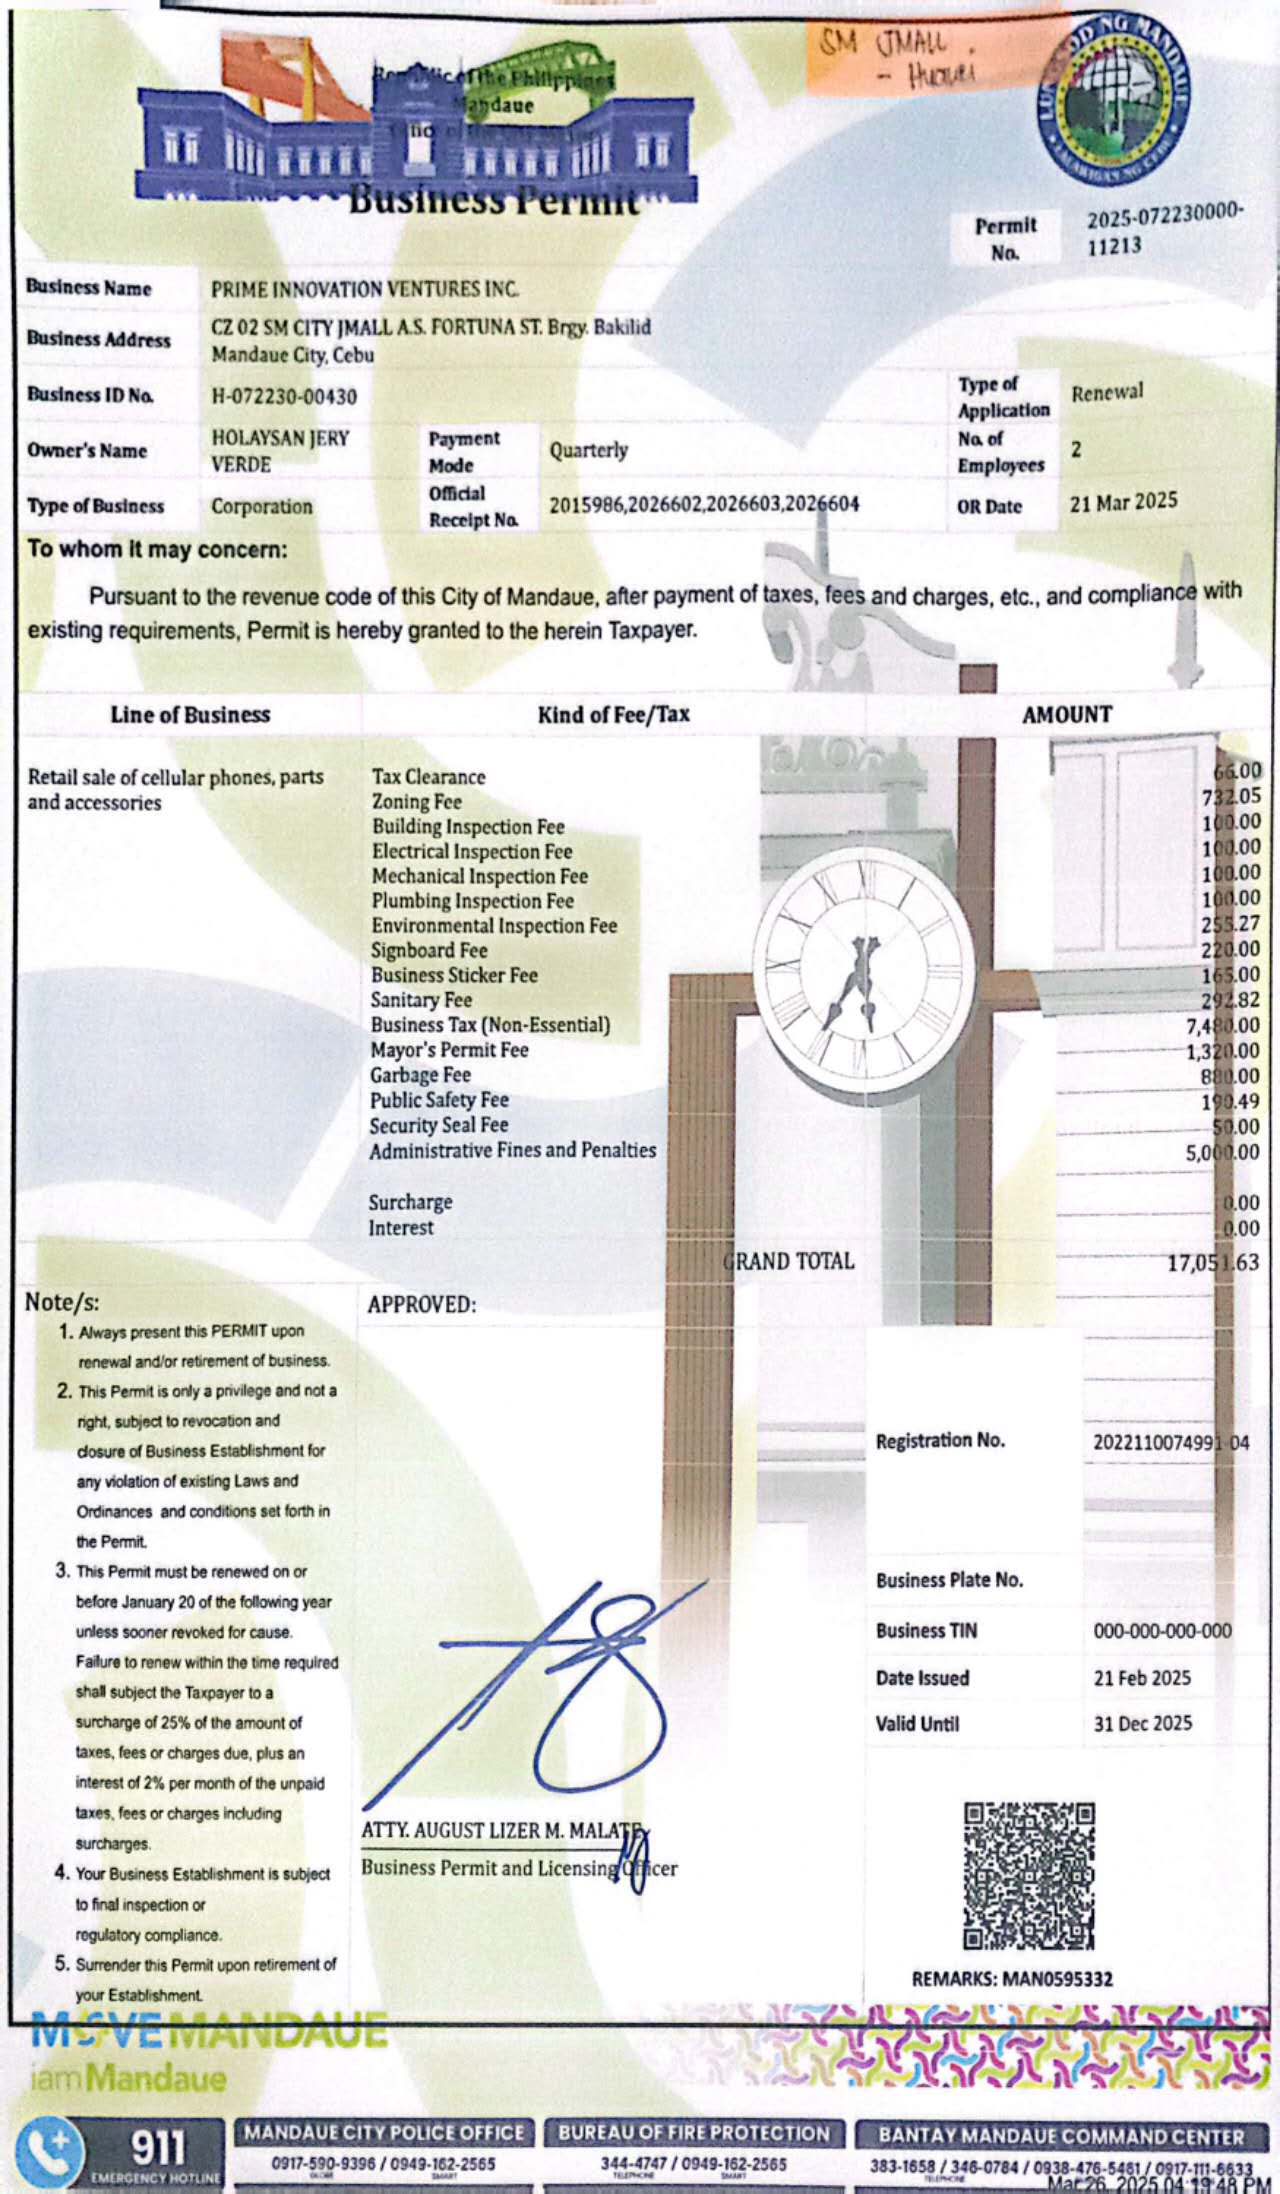 SM JMALL.
- Huawei
Republic of the Philippines
Mandaue
Business Permit
LUNGSOD NG MANDAUE
Permit No. 2025-072230000-11213
Business Name PRIME INNOVATION VENTURES INC.
Business Address CZ 02 SM CITY JMALL A.S. FORTUNA ST. Brgy. Bakilid
Mandaue City, Cebu
Business ID No. H-072230-00430
Type of Application Renewal
Owner's Name HOLAYSAN JERY VERDE
Payment Mode Quarterly
No. of Employees 2
Type of Business Corporation
Official Receipt No. 2015986,2026602,2026603,2026604
OR Date 21 Mar 2025
To whom it may concern:
Pursuant to the revenue code of this City of Mandaue, after payment of taxes, fees and charges, etc., and compliance with
existing requirements, Permit is hereby granted to the herein Taxpayer.
Line of Business Kind of Fee/Tax AMOUNT
Retail sale of cellular phones, parts
and accessories
Tax Clearance 66.00
Zoning Fee 732.05
Building Inspection Fee 100.00
Electrical Inspection Fee 100.00
Mechanical Inspection Fee 100.00
Plumbing Inspection Fee 100.00
Environmental Inspection Fee 255.27
Signboard Fee 220.00
Business Sticker Fee 165.00
Sanitary Fee 292.82
Business Tax (Non-Essential) 7,480.00
Mayor's Permit Fee 1,320.00
Garbage Fee 880.00
Public Safety Fee 190.49
Security Seal Fee 50.00
Administrative Fines and Penalties 5,000.00
Surcharge 0.00
Interest 0.00
GRAND TOTAL 17,051.63
Note/s:
1. Always present this PERMIT upon
renewal and/or retirement of business.
2. This Permit is only a privilege and not a
right, subject to revocation and
closure of Business Establishment for
any violation of existing Laws and
Ordinances and conditions set forth in
the Permit.
3. This Permit must be renewed on or
before January 20 of the following year
unless sooner revoked for cause.
Failure to renew within the time required
shall subject the Taxpayer to a
surcharge of 25% of the amount of
taxes, fees or charges due, plus an
interest of 2% per month of the unpaid
taxes, fees or charges including
surcharges.
4. Your Business Establishment is subject
to final inspection or
regulatory compliance.
5. Surrender this Permit upon retirement of
your Establishment.
APPROVED:
ATTY. AUGUST LIZER M. MALATE
Business Permit and Licensing Officer
Registration No. 2022110074991-04
Business Plate No.
Business TIN 000-000-000-000
Date Issued 21 Feb 2025
Valid Until 31 Dec 2025
REMARKS: MAN0595332
MOVE MANDAUE
iamMandaue
911
EMERGENCY HOTLINE
MANDAUE CITY POLICE OFFICE
0917-590-9396 / 0949-162-2565
GLOBE SMART
BUREAU OF FIRE PROTECTION
344-4747 / 0949-162-2565
TELEPHONE SMART
BANTAY MANDAUE COMMAND CENTER
383-1658 / 346-0784 / 0938-476-5461 / 0917-111-6633
TELEPHONE
Mar 26, 2025 04:19:48 PM